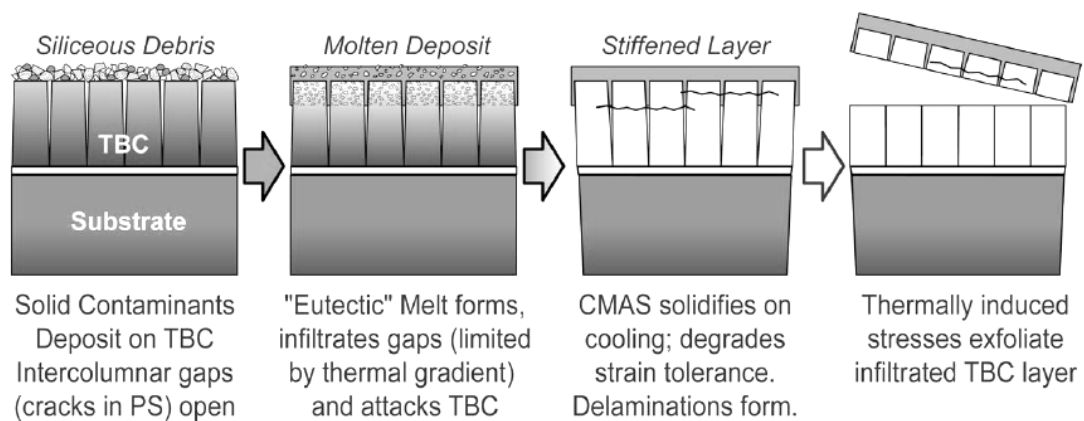 Siliceous Debris
Molten Deposit
Stiffened Layer
TBC
Substrate
Solid Contaminants
Deposit on TBC
Intercolumnar gaps
(cracks in PS) open
"Eutectic" Melt forms,
infiltrates gaps (limited
by thermal gradient)
and attacks TBC
CMAS solidifies on
cooling; degrades
strain tolerance.
Delaminations form.
Thermally induced
stresses exfoliate
infiltrated TBC layer